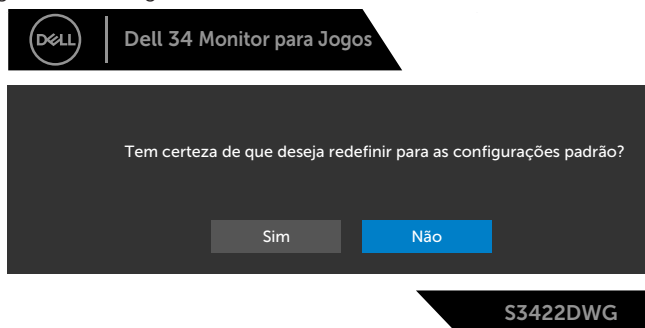 DELL
Dell 34 Monitor para Jogos
Tem certeza de que deseja redefinir para as configurações padrão?
Sim
Não
S3422DWG